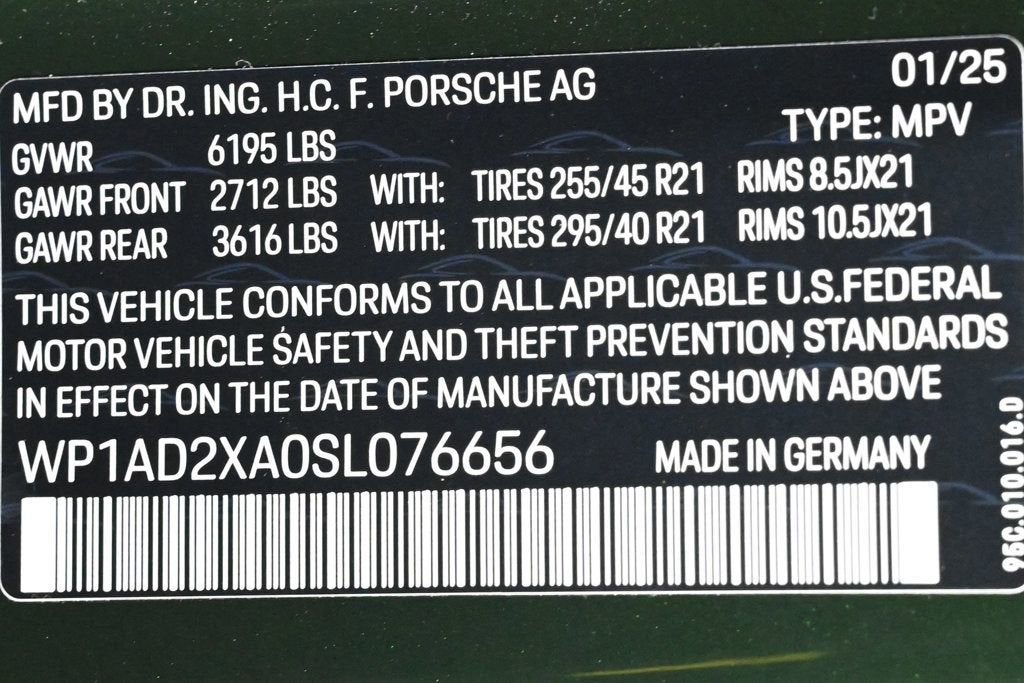 MFD BY DR. ING. H.C. F. PORSCHE AG 01/25
TYPE: MPV
GVWR 6195 LBS
GAWR FRONT 2712 LBS WITH: TIRES 255/45 R21 RIMS 8.5JX21
GAWR REAR 3616 LBS WITH: TIRES 295/40 R21 RIMS 10.5JX21
THIS VEHICLE CONFORMS TO ALL APPLICABLE U.S.FEDERAL
MOTOR VEHICLE SAFETY AND THEFT PREVENTION STANDARDS
IN EFFECT ON THE DATE OF MANUFACTURE SHOWN ABOVE
WP1AD2XA0SL076656 MADE IN GERMANY
95C.010.016.D